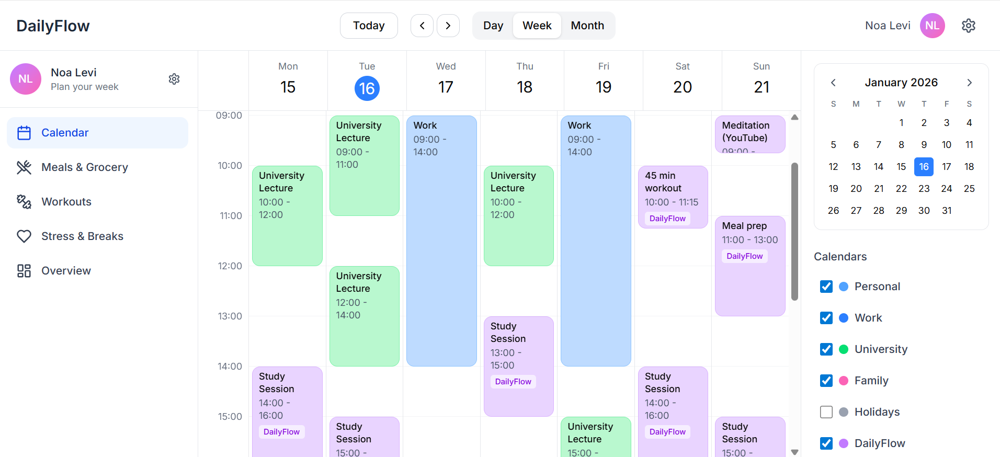 DailyFlow
Today
Day
Week
Month
Noa Levi
NL
NL
Noa Levi
Plan your week
Calendar
Meals & Grocery
Workouts
Stress & Breaks
Overview
Mon
15
Tue
16
Wed
17
Thu
18
Fri
19
Sat
20
Sun
21
09:00
10:00
11:00
12:00
13:00
14:00
15:00
University
Lecture
10:00 -
12:00
Study
Session
14:00 -
16:00
DailyFlow
University
Lecture
09:00 -
11:00
University
Lecture
12:00 -
14:00
Study
Session
15:00 -
Work
09:00 -
14:00
University
Lecture
10:00 -
12:00
Study
Session
13:00 -
15:00
DailyFlow
Work
09:00 -
14:00
University
Lecture
15:00 -
45 min
workout
10:00 - 11:15
DailyFlow
Study
Session
14:00 -
16:00
DailyFlow
Meditation
(YouTube)
09:00 -
Meal prep
11:00 - 13:00
DailyFlow
Study
Session
15:00 -
January 2026
S M T W T F S
1 2 3 4
5 6 7 8 9 10 11
12 13 14 15 16 17 18
19 20 21 22 23 24 25
26 27 28 29 30 31
Calendars
Personal
Work
University
Family
Holidays
DailyFlow